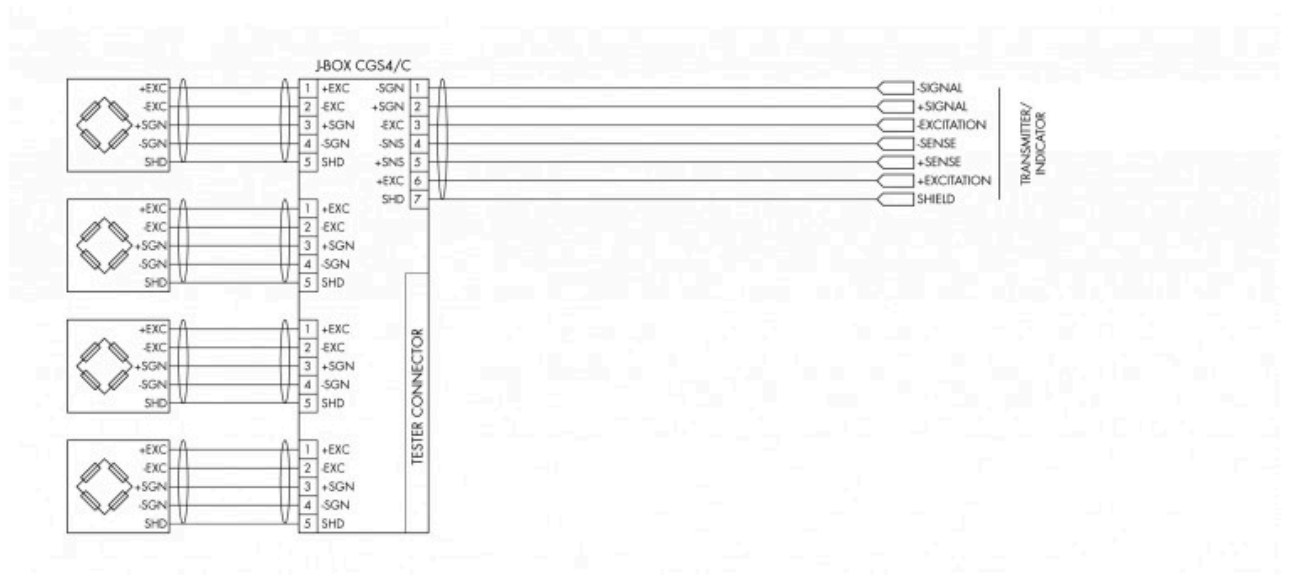 J-BOX CGS4/C
+EXC 1 +EXC -SGN 1 -SIGNAL
-EXC 2 -EXC +SGN 2 +SIGNAL
+SGN 3 +SGN -EXC 3 -EXCITATION
-SGN 4 -SGN -SNS 4 -SENSE
SHD 5 SHD +SNS 5 +SENSE
+EXC 6 +EXCITATION
SHD 7 SHIELD
TRANSMITTER/
INDICATOR
+EXC 1 +EXC
-EXC 2 -EXC
+SGN 3 +SGN
-SGN 4 -SGN
SHD 5 SHD
+EXC 1 +EXC
-EXC 2 -EXC
+SGN 3 +SGN
-SGN 4 -SGN
SHD 5 SHD
+EXC 1 +EXC
-EXC 2 -EXC
+SGN 3 +SGN
-SGN 4 -SGN
SHD 5 SHD
TESTER CONNECTOR